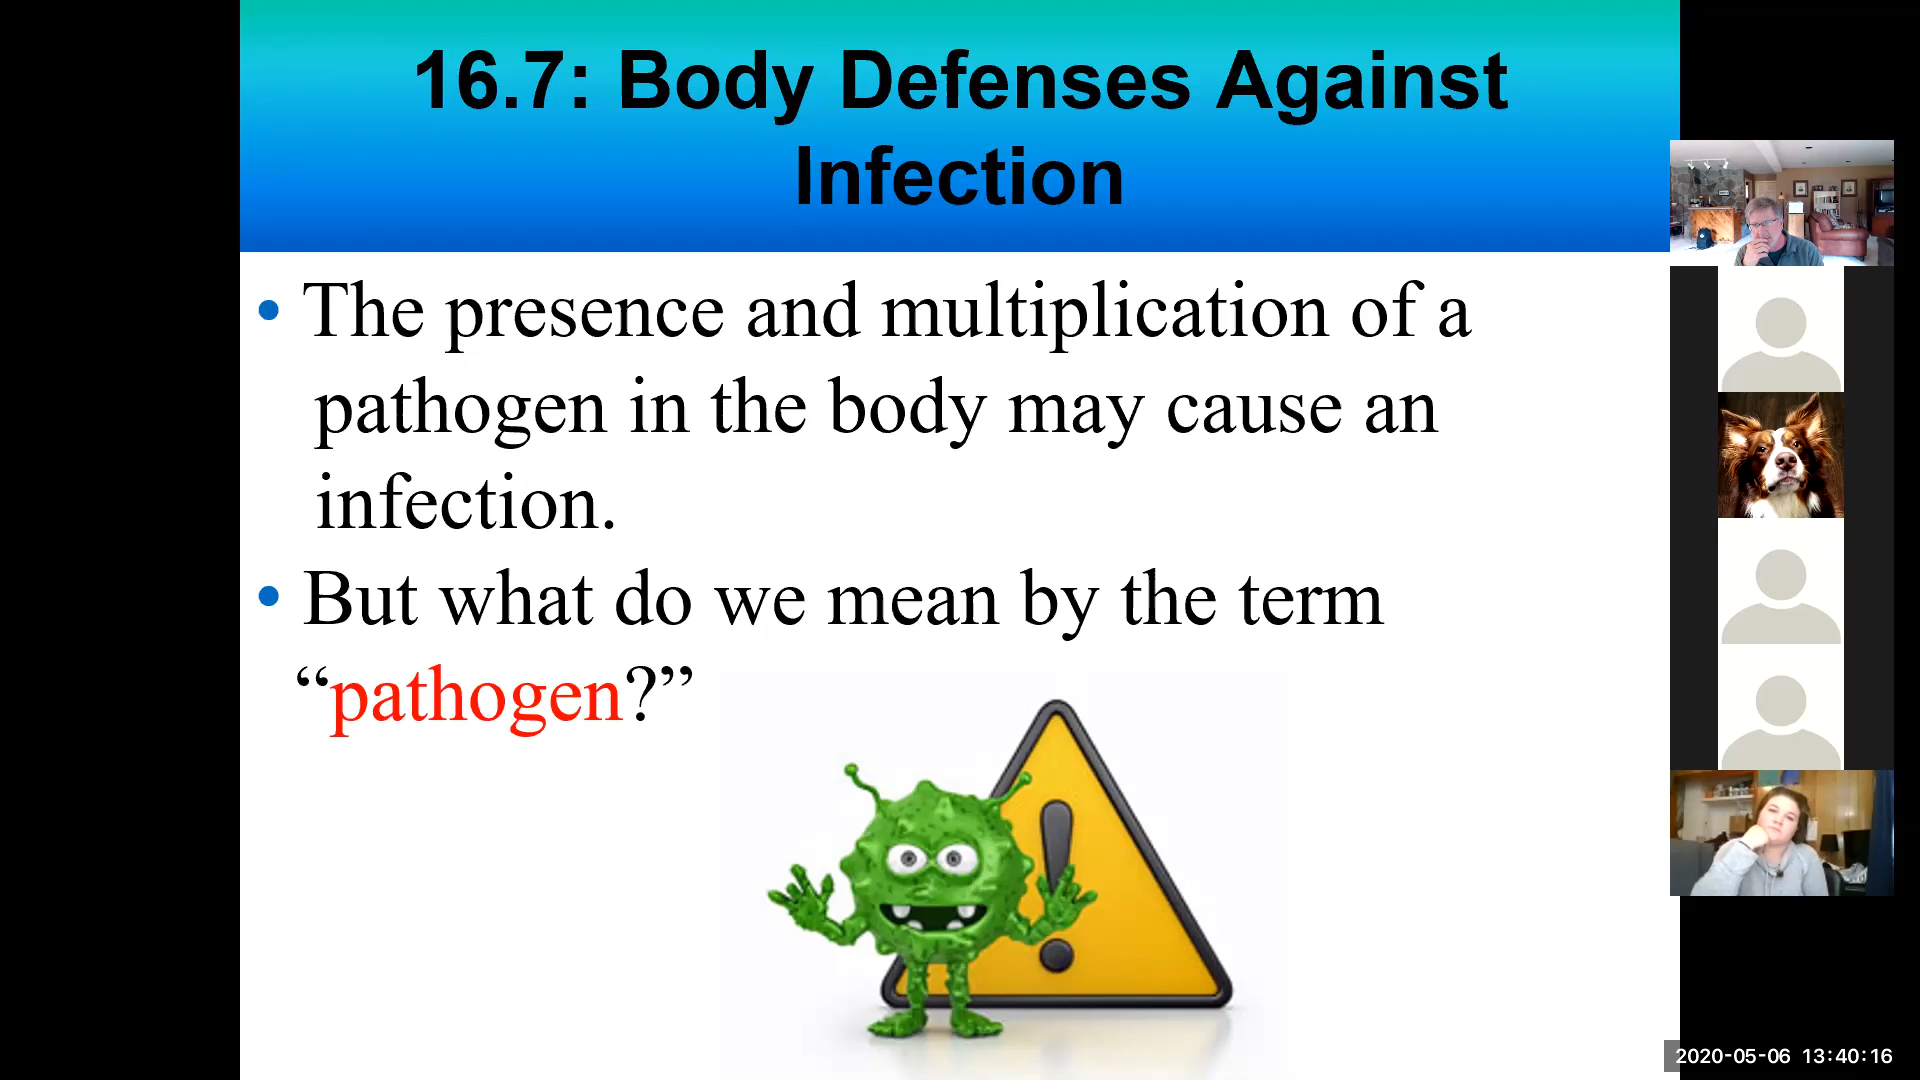 16.7: Body Defenses Against
Infection
• The presence and multiplication of a
pathogen in the body may cause an
infection.
• But what do we mean by the term
“pathogen?”
2020-05-06 13:40:16